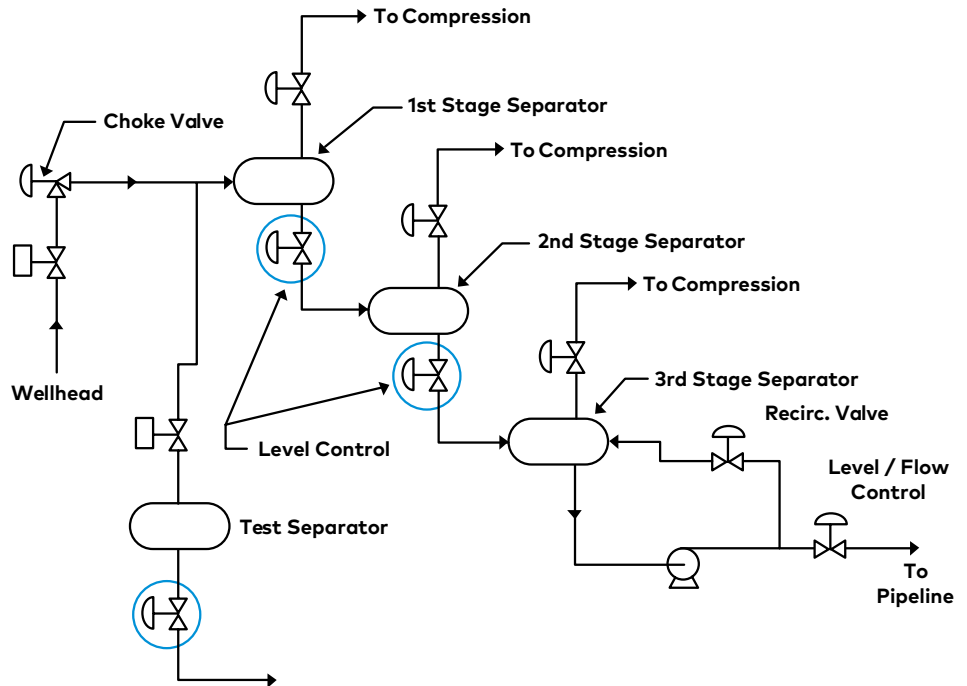 To Compression
1st Stage Separator
Choke Valve
To Compression
2nd Stage Separator
To Compression
Wellhead
3rd Stage Separator
Recirc. Valve
Level Control
Level / Flow
Control
Test Separator
To
Pipeline